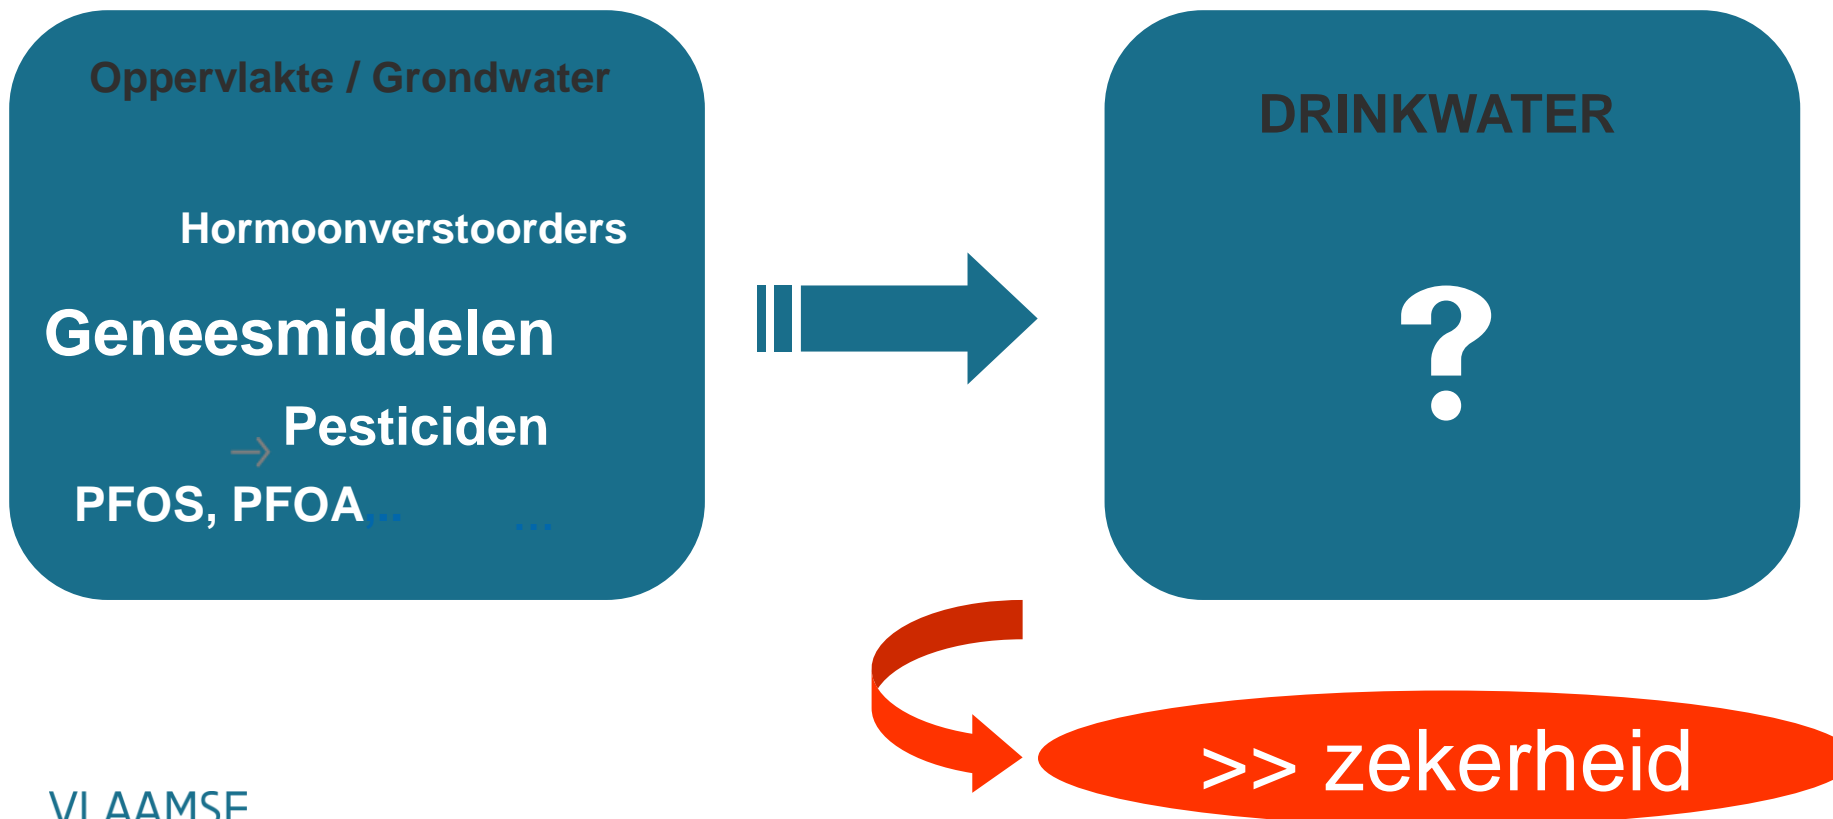 Oppervlakte / Grondwater
Hormoonverstoorders
Geneesmiddelen
Pesticiden
PFOS, PFOA,..
...
DRINKWATER
?
>> zekerheid
VLAAMSE